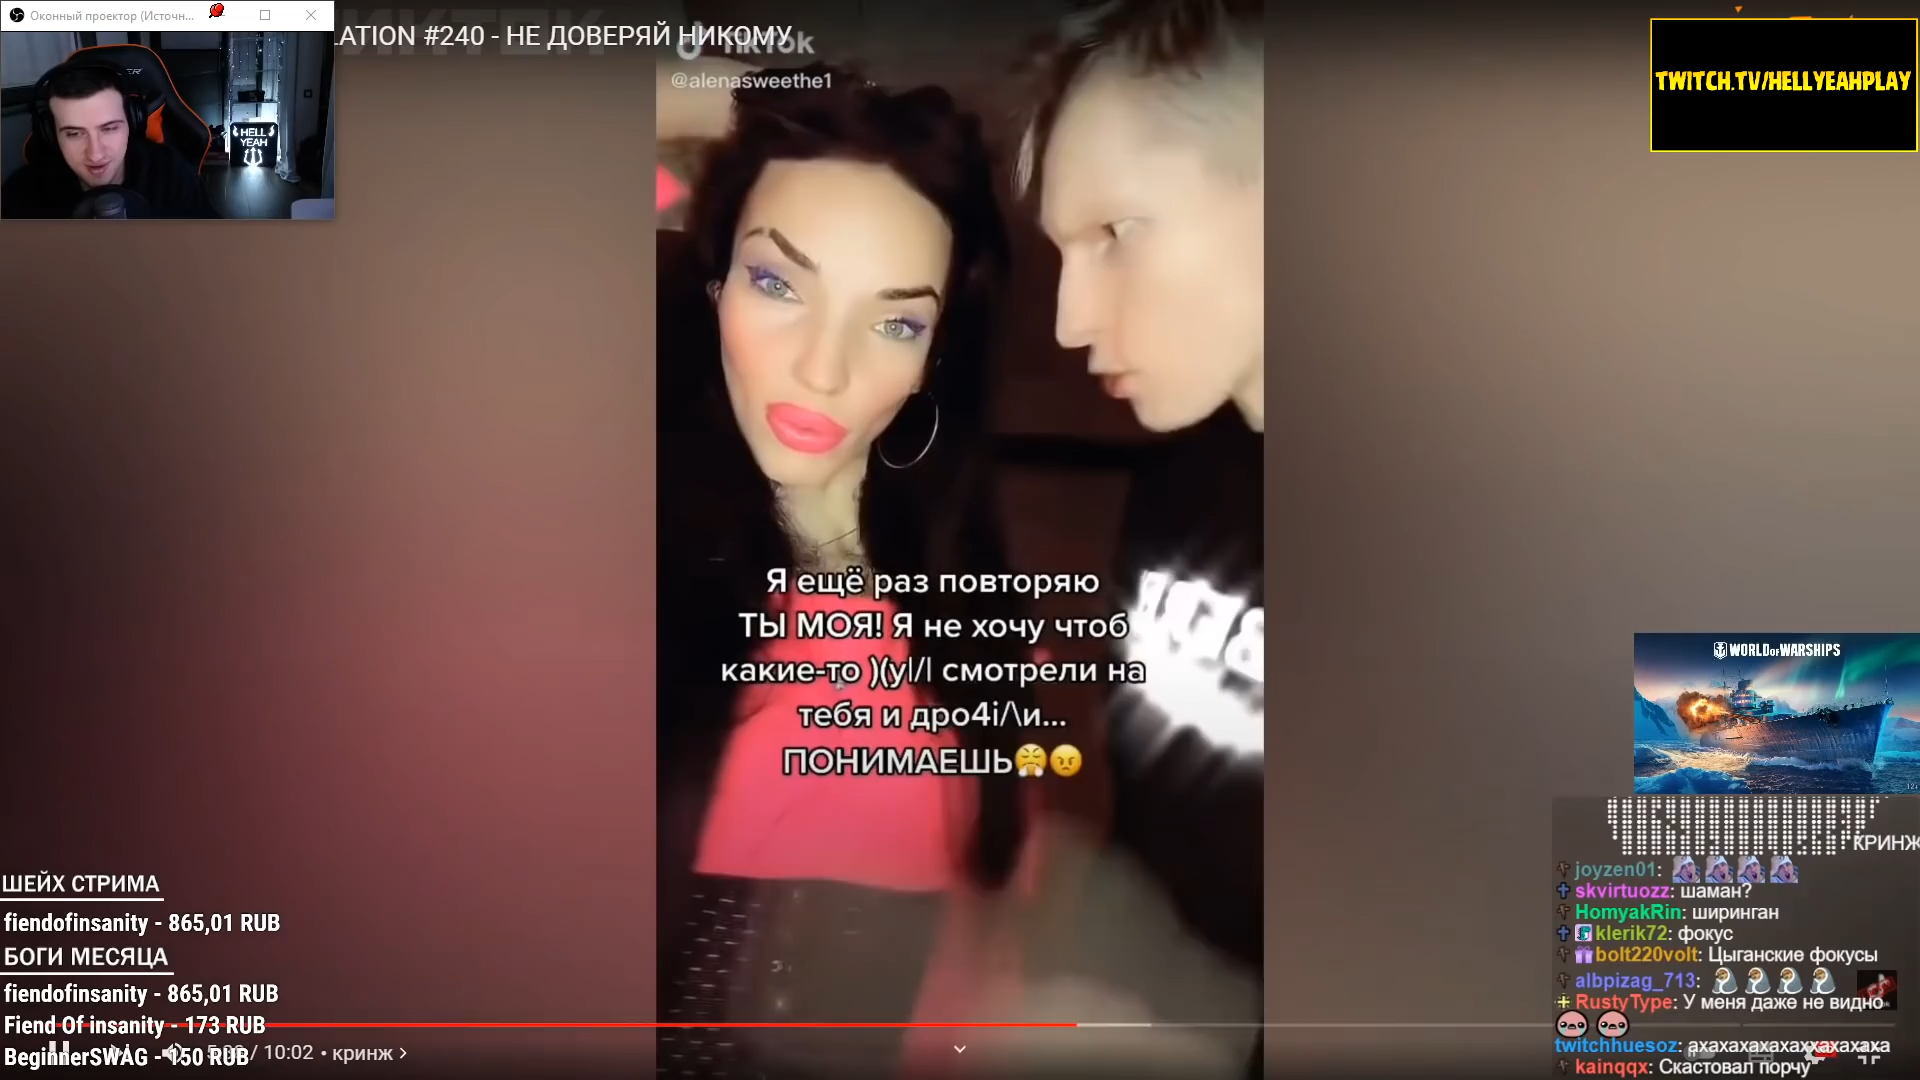 Оконный проектор (Источн...
LATION #240 - НЕ ДОВЕРЯЙ НИКОМУ
TikTok
@alenasweethe1
TWITCH.TV/HELLYEAHPLAY
HELL
YEAH
Я ещё раз повторяю
ТЫ МОЯ! Я не хочу чтоб
какие-то )(у|/| смотрели на
тебя и дро4i/\и...
ПОНИМАЕШЬ😤😠
WORLD OF WARSHIPS
ШЕЙХ СТРИМА
fiendofinsanity - 865,01 RUB
БОГИ МЕСЯЦА
fiendofinsanity - 865,01 RUB
Fiend Of insanity - 173 RUB
BeginnerSWAG - 150 RUB
/ 10:02 • кринж >
КРИНЖ
joyzen01:
skvirtuozz: шаман?
HomyakRin: ширинган
klerik72: фокус
bolt220volt: Цыганские фокусы
albpizag_713:
RustyType: У меня даже не видно
twitchhuesoz: ахахахахахаххахахаха
kainqqx: Скастовал порчу